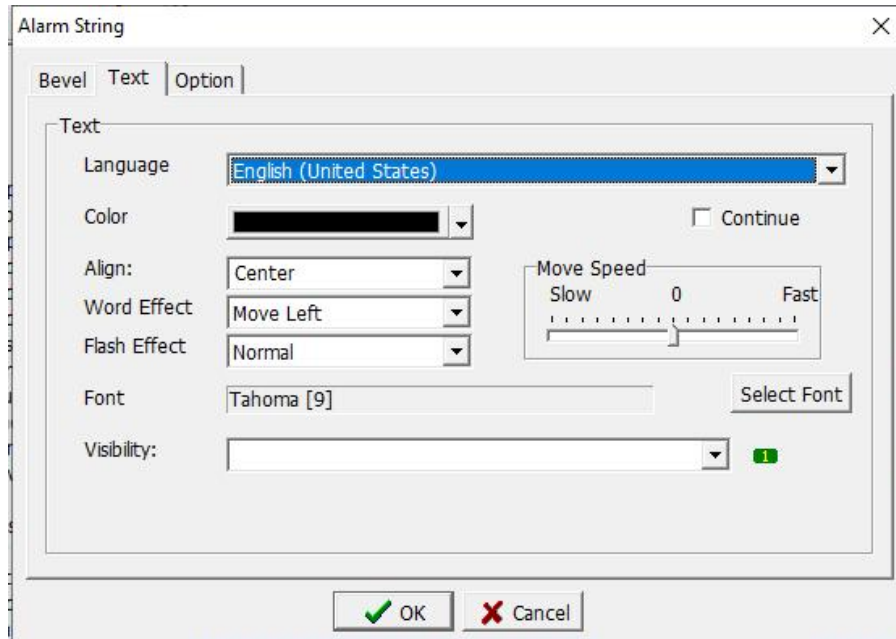 Alarm String
Bevel Text Option
Text
Language English (United States)
Color Continue
Align: Center
Move Speed
Slow 0 Fast
Word Effect Move Left
Flash Effect Normal
Font Tahoma [9] Select Font
Visibility: 1
OK Cancel